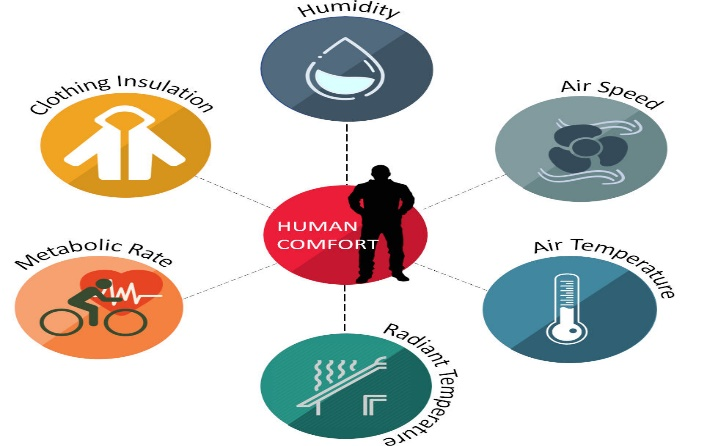 Humidity
Clothing Insulation
Air Speed
HUMAN
COMFORT
Metabolic Rate
Air Temperature
Radiant Temperature